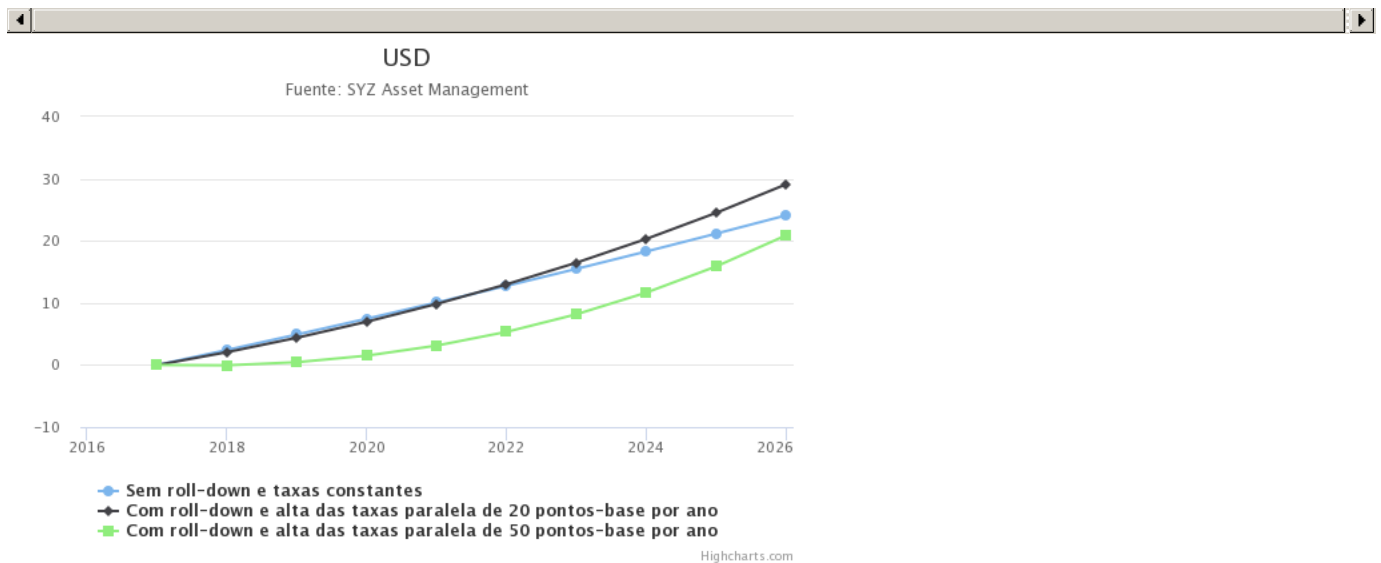 USD
Fuente: SYZ Asset Management
40
30
20
10
0
-10
2016 2018 2020 2022 2024 2026
Sem roll-down e taxas constantes
Com roll-down e alta das taxas paralela de 20 pontos-base por ano
Com roll-down e alta das taxas paralela de 50 pontos-base por ano
Highcharts.com